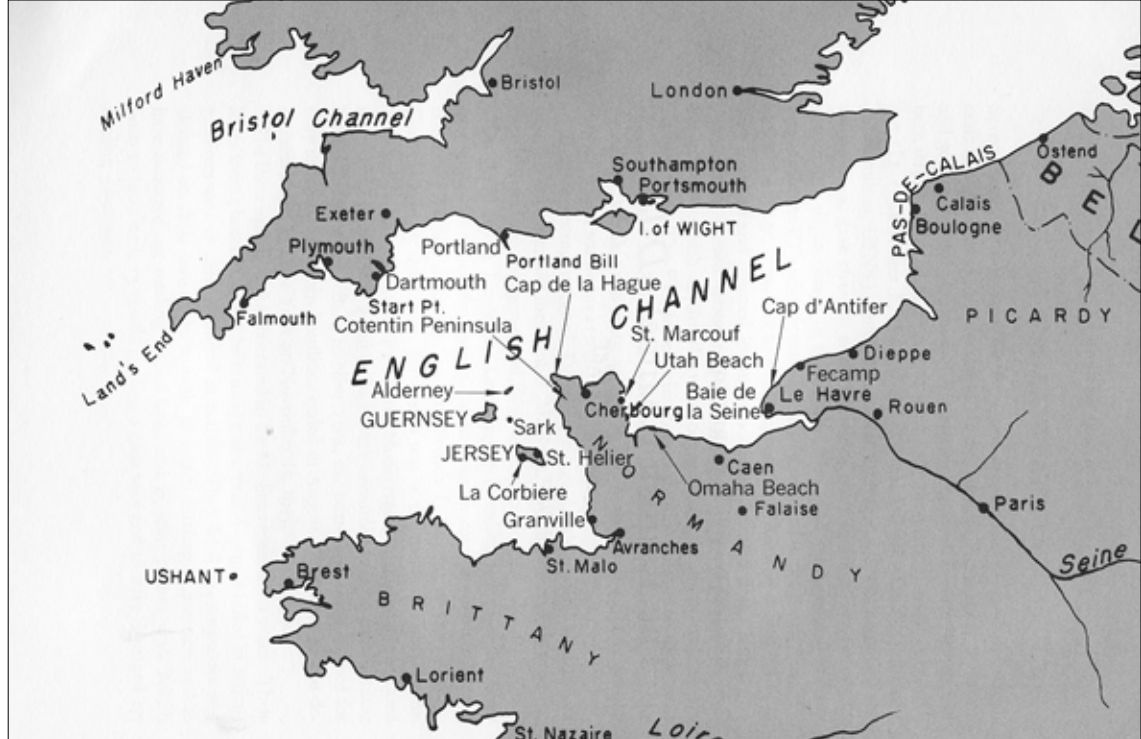 Milford Haven
Bristol Channel
Bristol
London
Southampton
Portsmouth
I. of WIGHT
Exeter
Portland
Portland Bill
Plymouth
Dartmouth
Start Pt.
Falmouth
Land's End
PAS-DE-CALAIS
Ostend
Calais
Boulogne
B E L
PICARDY
ENGLISH CHANNEL
Cap de la Hague
Cotentin Peninsula
St. Marcouf
Utah Beach
Cap d'Antifer
Dieppe
Fecamp
Le Havre
Rouen
Baie de
la Seine
Alderney
GUERNSEY
Sark
Cherbourg
JERSEY
St. Helier
La Corbiere
Granville
Avranches
St. Malo
Omaha Beach
Caen
Falaise
NORMANDY
Paris
Seine
USHANT
Brest
BRITTANY
Lorient
St. Nazaire
Loir